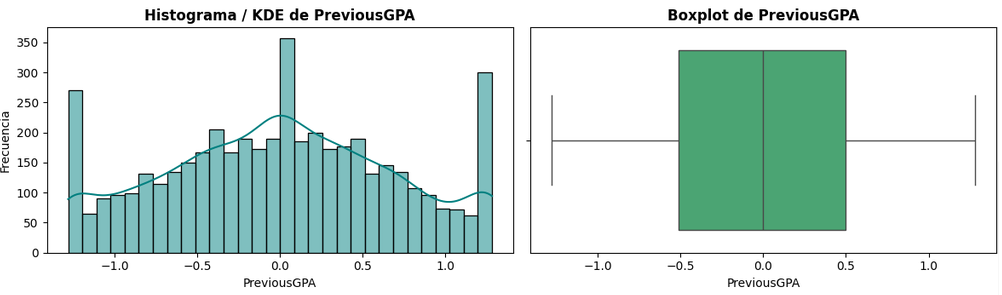 Histograma / KDE de PreviousGPA
Frecuencia
350
300
250
200
150
100
50
0
−1.0 −0.5 0.0 0.5 1.0
PreviousGPA
Boxplot de PreviousGPA
−1.0 −0.5 0.0 0.5 1.0
PreviousGPA